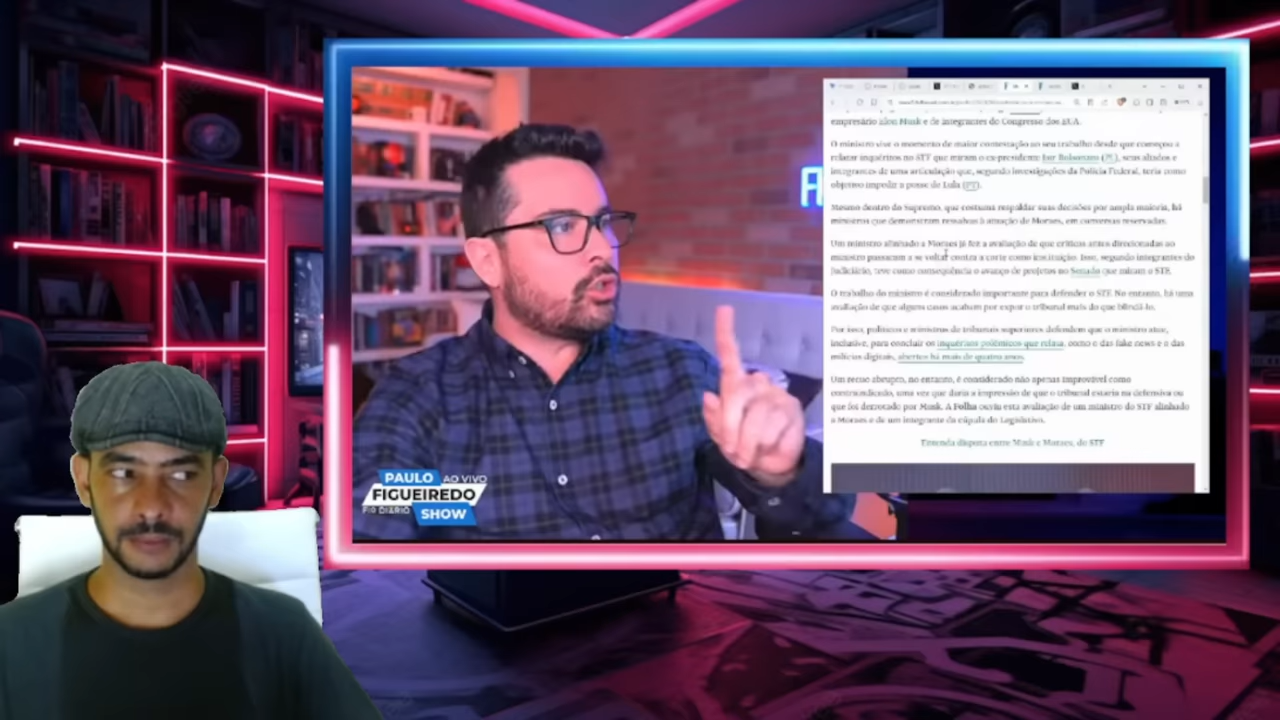 PAULO AO VIVO
FIGUEIREDO
SHOW
empresário Elon Musk e de integrantes do Congresso dos EUA.
O ministro vive o momento de maior contestação ao seu trabalho desde que começou a
relatar inquéritos no STF que miram o ex-presidente Jair Bolsonaro (PL), seus aliados e
integrantes de uma articulação que, segundo investigações da Polícia Federal, teria como
objetivo impedir a posse de Lula (PT).
Mesmo dentro do Supremo, que costuma respaldar suas decisões por ampla maioria, há
ministros que demonstram ressalvas à atuação de Moraes, em conversas reservadas.
Um ministro alinhado a Moraes já fez a avaliação de que críticas antes direcionadas ao
ministro passaram a se voltar contra a corte como instituição. Isso, segundo integrantes do
Judiciário, teve como consequência o avanço de projetos no Senado que miram o STF.
O trabalho do ministro é considerado importante para defender o STF. No entanto, há uma
avaliação de que alguns casos acabam por expor o tribunal mais do que blindá-lo.
Por isso, políticos e ministros de tribunais superiores defendem que o ministro atue,
inclusive, para concluir os inquéritos polêmicos que relata, como o das fake news e o das
milícias digitais, abertos há mais de quatro anos.
Um recuo abrupto, no entanto, é considerado não apenas improvável como
contraindicado, uma vez que daria a impressão de que o tribunal estaria na defensiva ou
que foi derrotado por Musk. A Folha ouviu esta avaliação de um ministro do STF alinhado
a Moraes e de um integrante da cúpula do Legislativo.
Entenda disputa entre Musk e Moraes, do STF